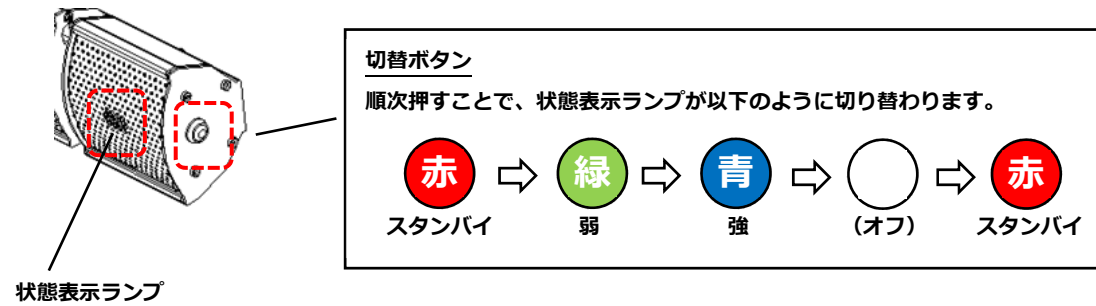 切替ボタン
順次押すことで、状態表示ランプが以下のように切り替わります。
赤 ⇨ 緑 ⇨ 青 ⇨ ⇨ 赤
スタンバイ 弱 強 (オフ) スタンバイ
状態表示ランプ